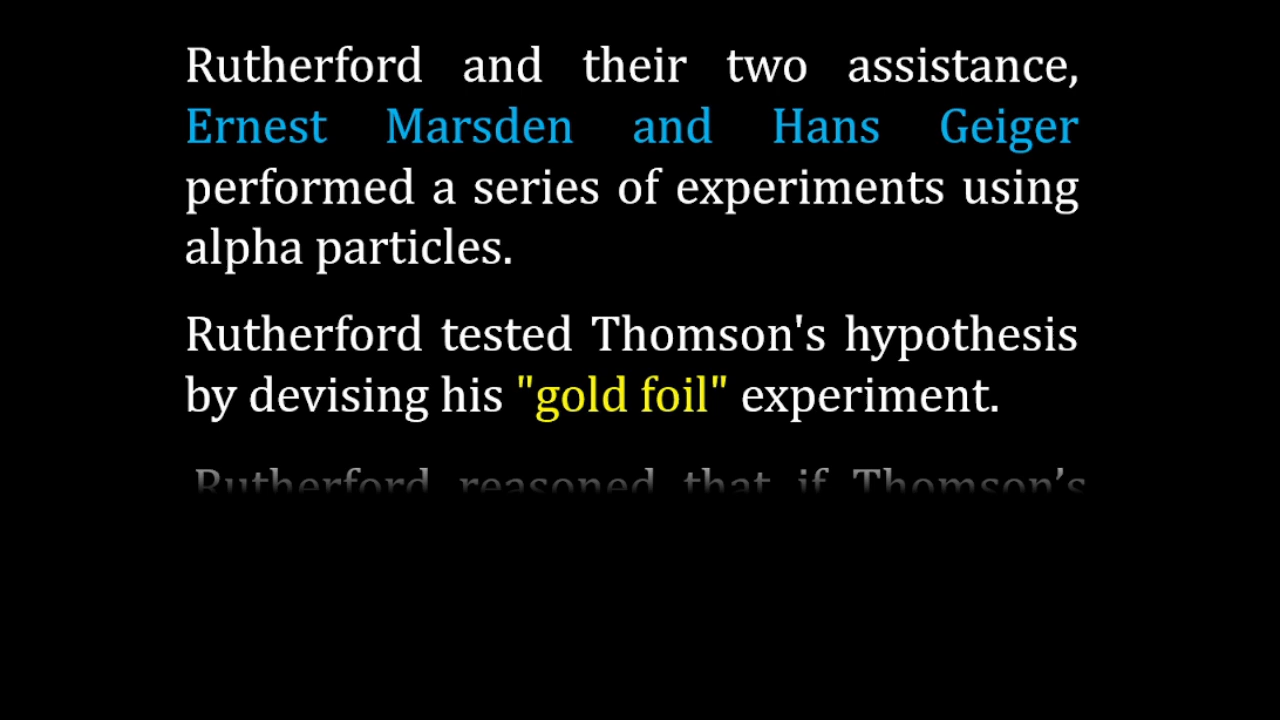 Rutherford and their two assistance,
Ernest Marsden and Hans Geiger
performed a series of experiments using
alpha particles.
Rutherford tested Thomson's hypothesis
by devising his "gold foil" experiment.
Rutherford reasoned that if Thomson’s